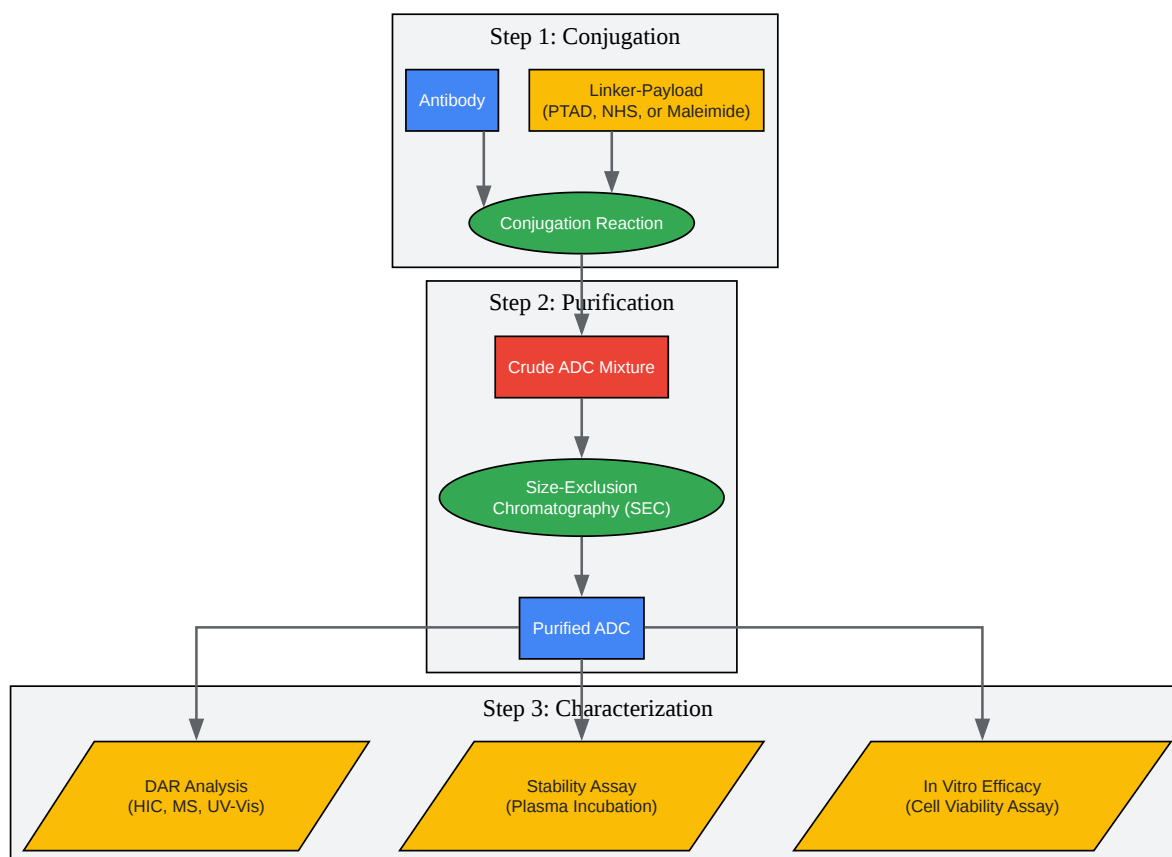 Step 1: Conjugation
Antibody
Linker-Payload
(PTAD, NHS, or Maleimide)
Conjugation Reaction
Step 2: Purification
Crude ADC Mixture
Size-Exclusion
Chromatography (SEC)
Purified ADC
Step 3: Characterization
DAR Analysis
(HIC, MS, UV-Vis)
Stability Assay
(Plasma Incubation)
In Vitro Efficacy
(Cell Viability Assay)